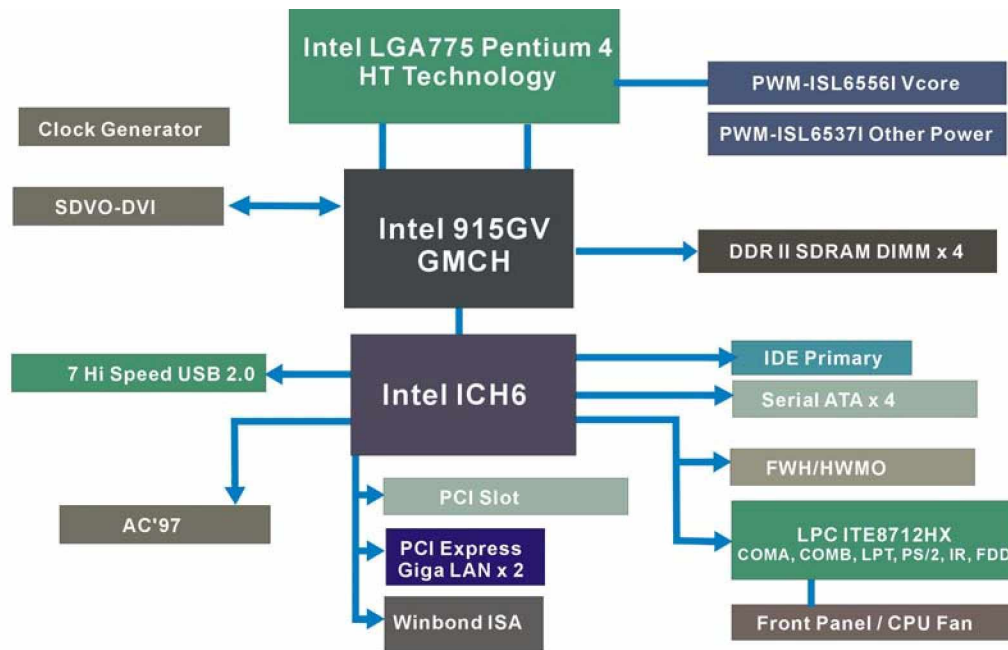 Intel LGA775 Pentium 4
HT Technology
PWM-ISL6556I Vcore
Clock Generator
PWM-ISL6537I Other Power
SDVO-DVI
Intel 915GV
GMCH
DDR II SDRAM DIMM x 4
7 Hi Speed USB 2.0
Intel ICH6
IDE Primary
Serial ATA x 4
FWH/HWMO
PCI Slot
AC'97
PCI Express
Giga LAN x 2
LPC ITE8712HX
COMA, COMB, LPT, PS/2, IR, FDD
Winbond ISA
Front Panel / CPU Fan